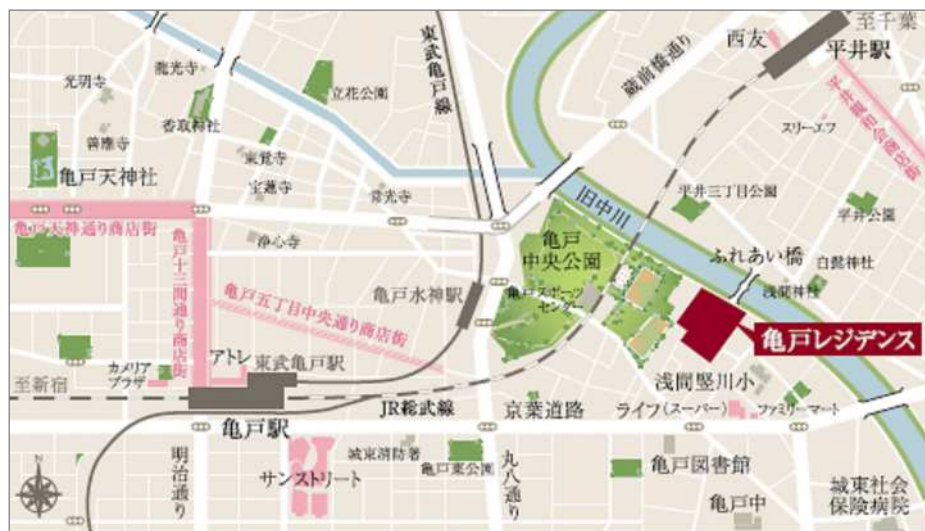 至千葉
西友
平井駅
東武亀戸線
蔵前橋通り
龍光寺
光明寺
立花公園
香取神社
スリーエフ
平井親和会商店街
善應寺
東覚寺
亀戸天神社
宝蓮寺
常光寺
平井三丁目公園
旧中川
平井公園
亀戸天神通り商店街
浄心寺
亀戸
中央公園
ふれあい橋
白髭神社
亀戸十三間通り商店街
亀戸水神駅
亀戸スポーツ
センター
浅間神社
亀戸五丁目中央通り商店街
亀戸レジデンス
アトレ
東武亀戸駅
カメリア
プラザ
至新宿
浅間竪川小
JR総武線
京葉道路
ライフ(スーパー)
ファミリーマート
亀戸駅
明治通り
サンストリート
城東消防署
亀戸東公園
丸八通り
亀戸図書館
亀戸中
城東社会
保険病院
N